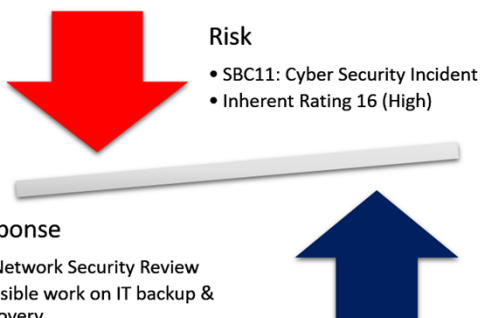 Risk
• SBC11: Cyber Security Incident
• Inherent Rating 16 (High)
ponse
Network Security Review
sible work on IT backup &